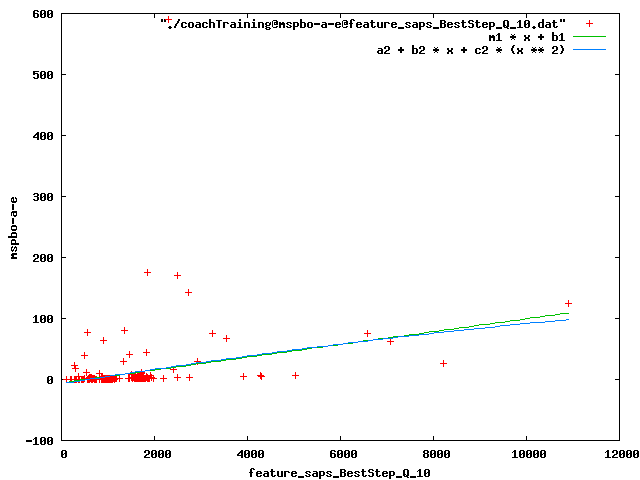 600
"./coachTraining@mspbo-a-e@feature_saps_BestStep_Q_10.dat"
m1 * x + b1
a2 + b2 * x + c2 * (x ** 2)
500
400
300
mspbo-a-e
200
100
0
-100
0 2000 4000 6000 8000 10000 12000
feature_saps_BestStep_Q_10